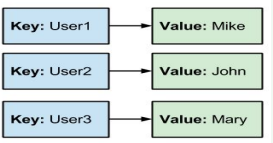 Key: User1 Value: Mike
Key: User2 Value: John
Key: User3 Value: Mary